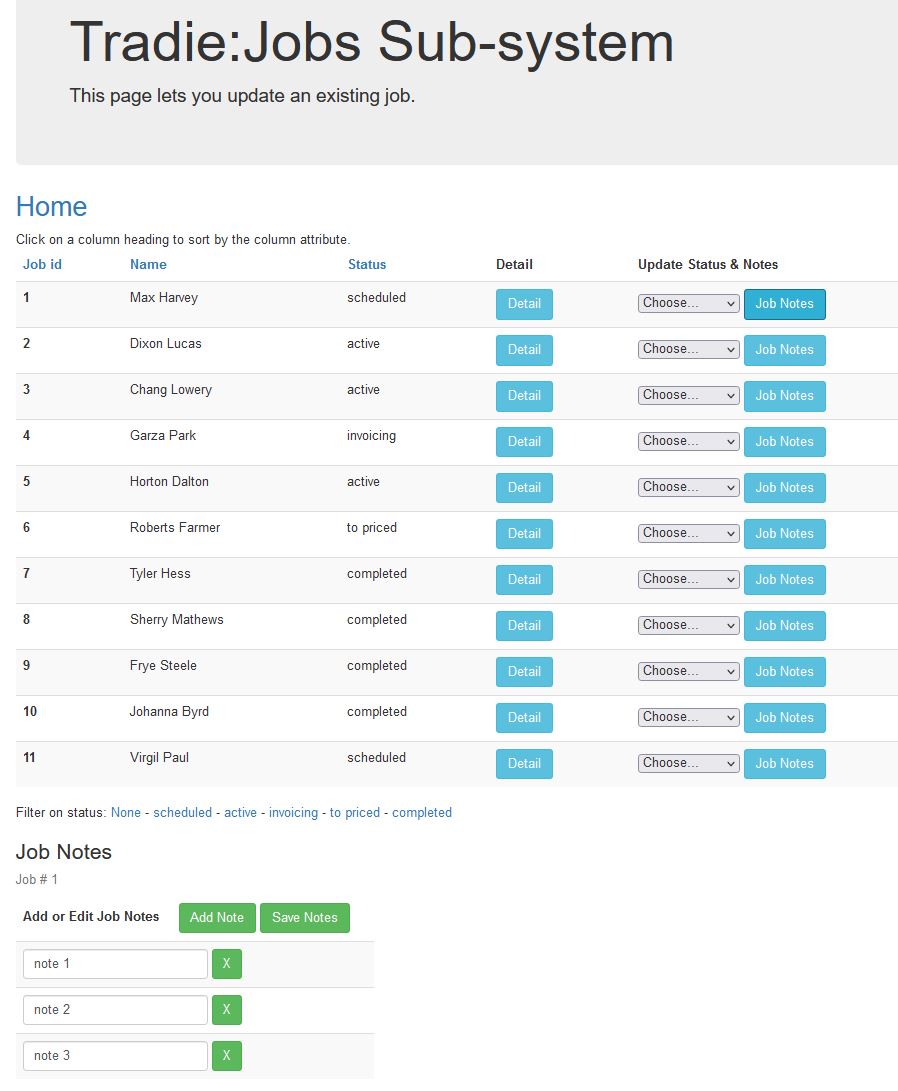 Tradie:Jobs Sub-system
This page lets you update an existing job.
Home
Click on a column heading to sort by the column attribute.
Job id Name Status Detail Update Status & Notes
1 Max Harvey scheduled Detail Choose... Job Notes
2 Dixon Lucas active Detail Choose... Job Notes
3 Chang Lowery active Detail Choose... Job Notes
4 Garza Park invoicing Detail Choose... Job Notes
5 Horton Dalton active Detail Choose... Job Notes
6 Roberts Farmer to priced Detail Choose... Job Notes
7 Tyler Hess completed Detail Choose... Job Notes
8 Sherry Mathews completed Detail Choose... Job Notes
9 Frye Steele completed Detail Choose... Job Notes
10 Johanna Byrd completed Detail Choose... Job Notes
11 Virgil Paul scheduled Detail Choose... Job Notes
Filter on status: None - scheduled - active - invoicing - to priced - completed
Job Notes
Job # 1
Add or Edit Job Notes Add Note Save Notes
note 1 X
note 2 X
note 3 X